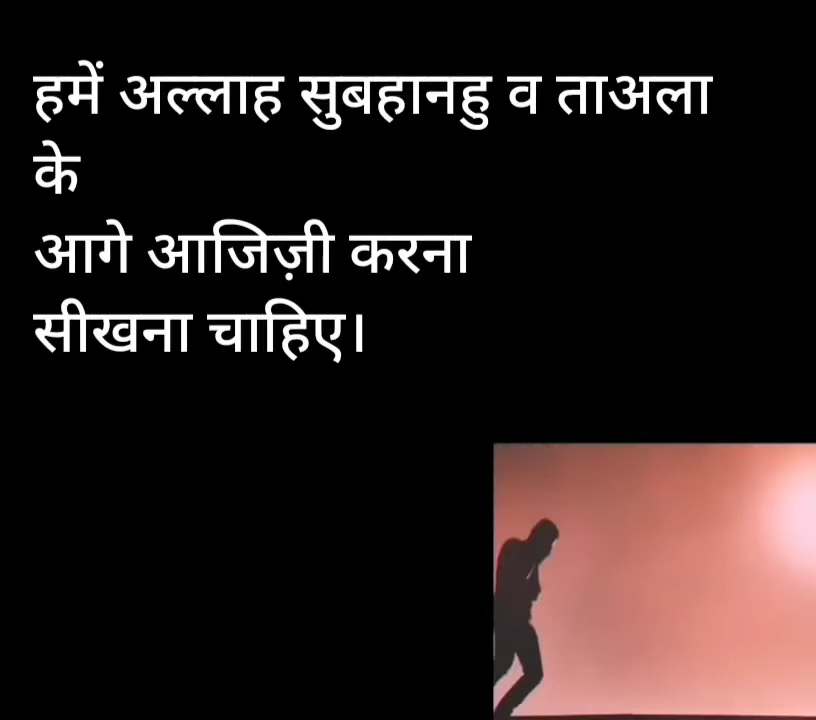 हमें अल्लाह सुबहानहु व ताअला
के
आगे आजिज़ी करना
सीखना चाहिए।